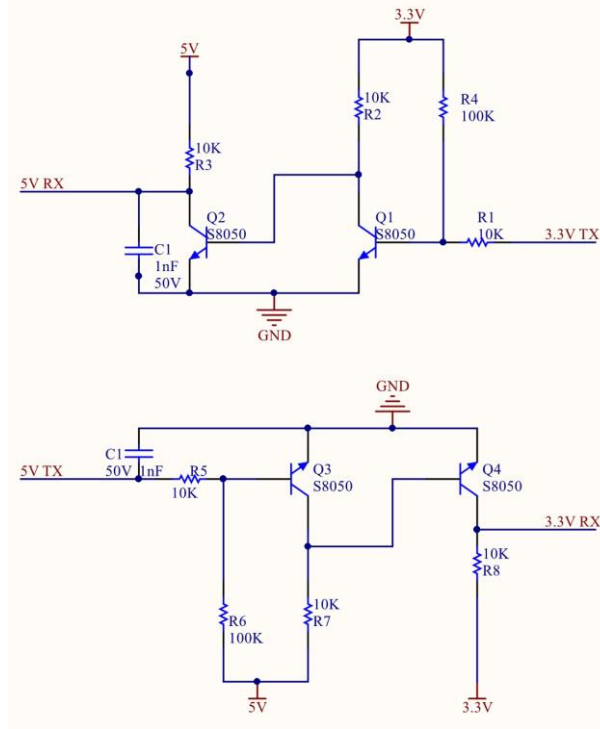 3.3V
5V
10K
R2
R4
100K
10K
R3
5V RX
Q2
S8050
Q1
S8050
R1
10K
3.3V TX
C1
1nF
50V
GND
GND
C1
50V 1nF
5V TX
R5
10K
Q3
S8050
Q4
S8050
3.3V RX
10K
R8
R6
100K
10K
R7
5V
3.3V